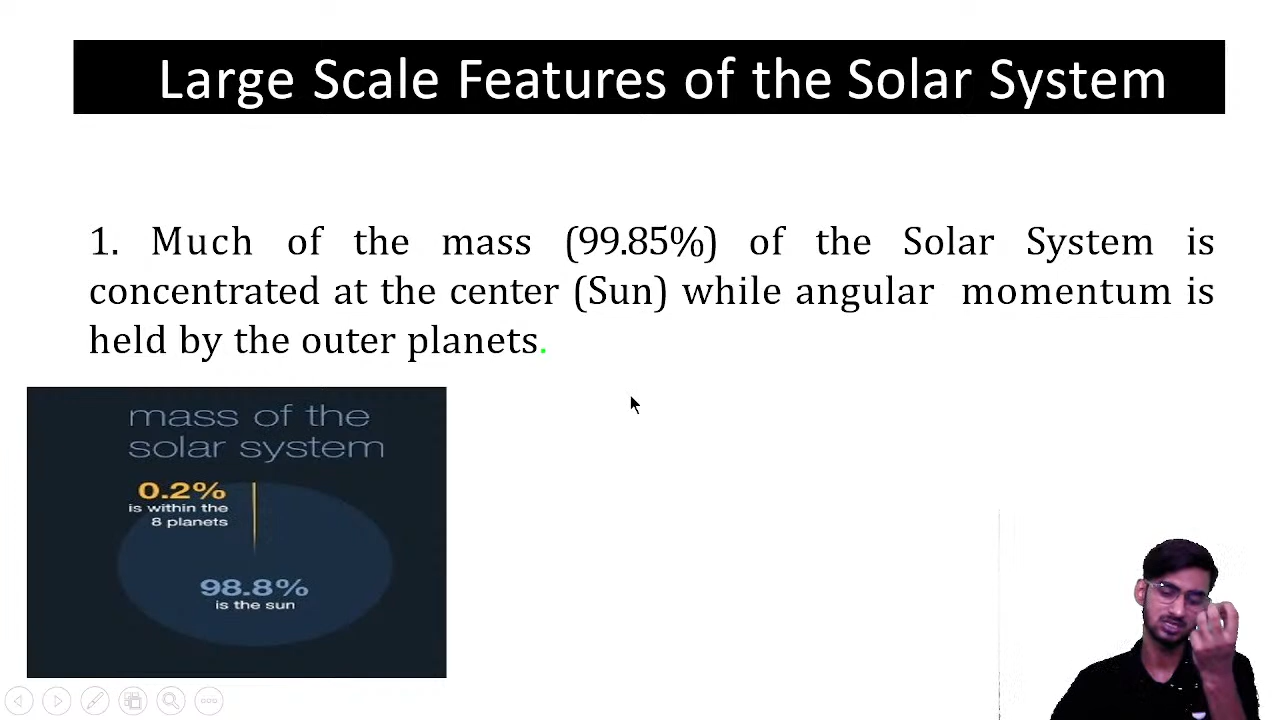 Large Scale Features of the Solar System
1. Much of the mass (99.85%) of the Solar System is
concentrated at the center (Sun) while angular momentum is
held by the outer planets.
mass of the
solar system
0.2%
is within the
8 planets
98.8%
is the sun